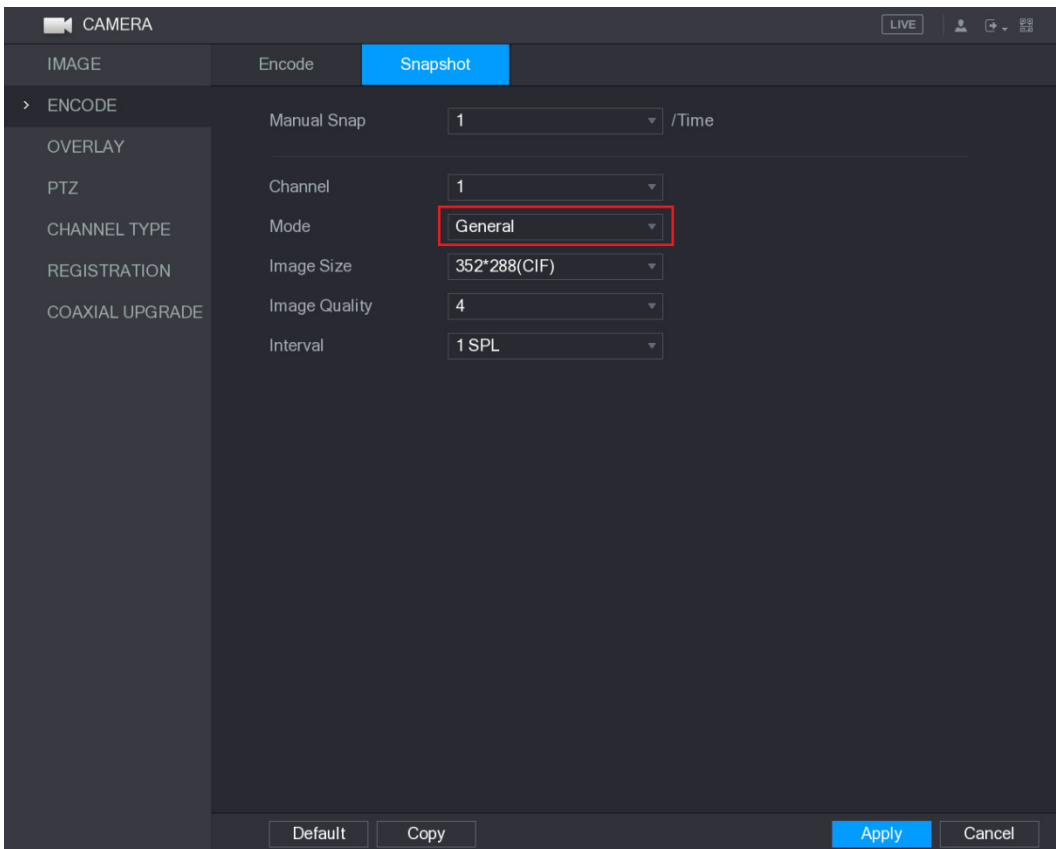 CAMERA LIVE
IMAGE
ENCODE
OVERLAY
PTZ
CHANNEL TYPE
REGISTRATION
COAXIAL UPGRADE
Encode Snapshot
Manual Snap 1 /Time
Channel 1
Mode General
Image Size 352*288(CIF)
Image Quality 4
Interval 1 SPL
Default Copy Apply Cancel